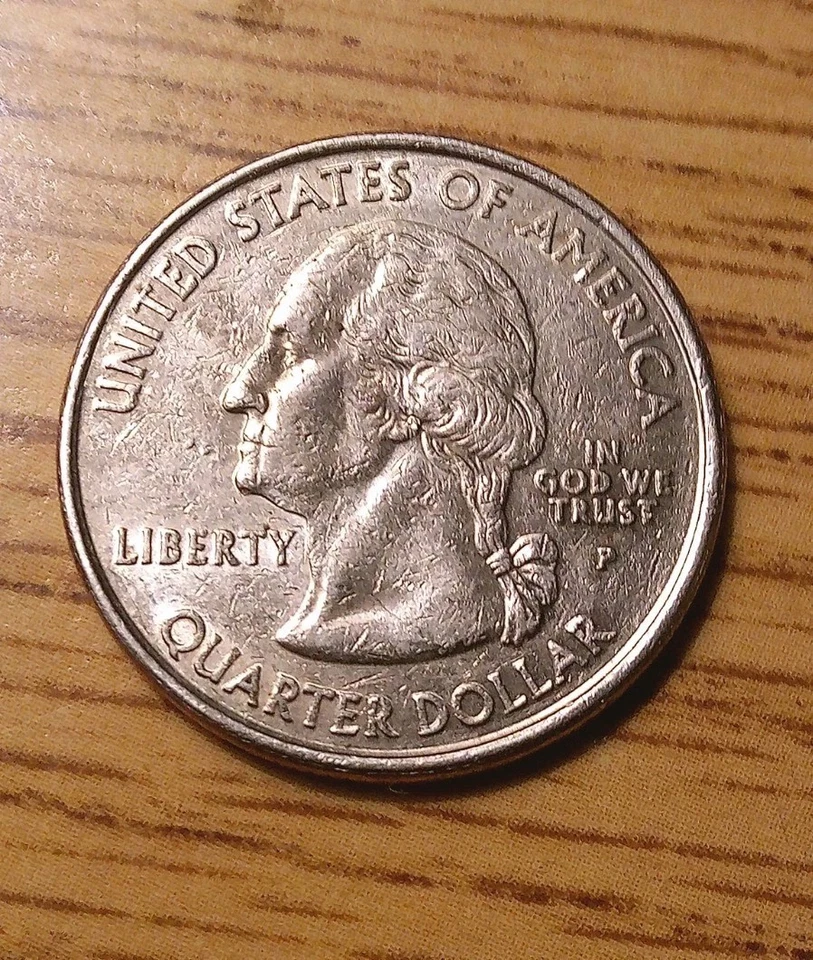 UNITED STATES OF AMERICA
LIBERTY
IN
GOD WE
TRUST
P
QUARTER DOLLAR